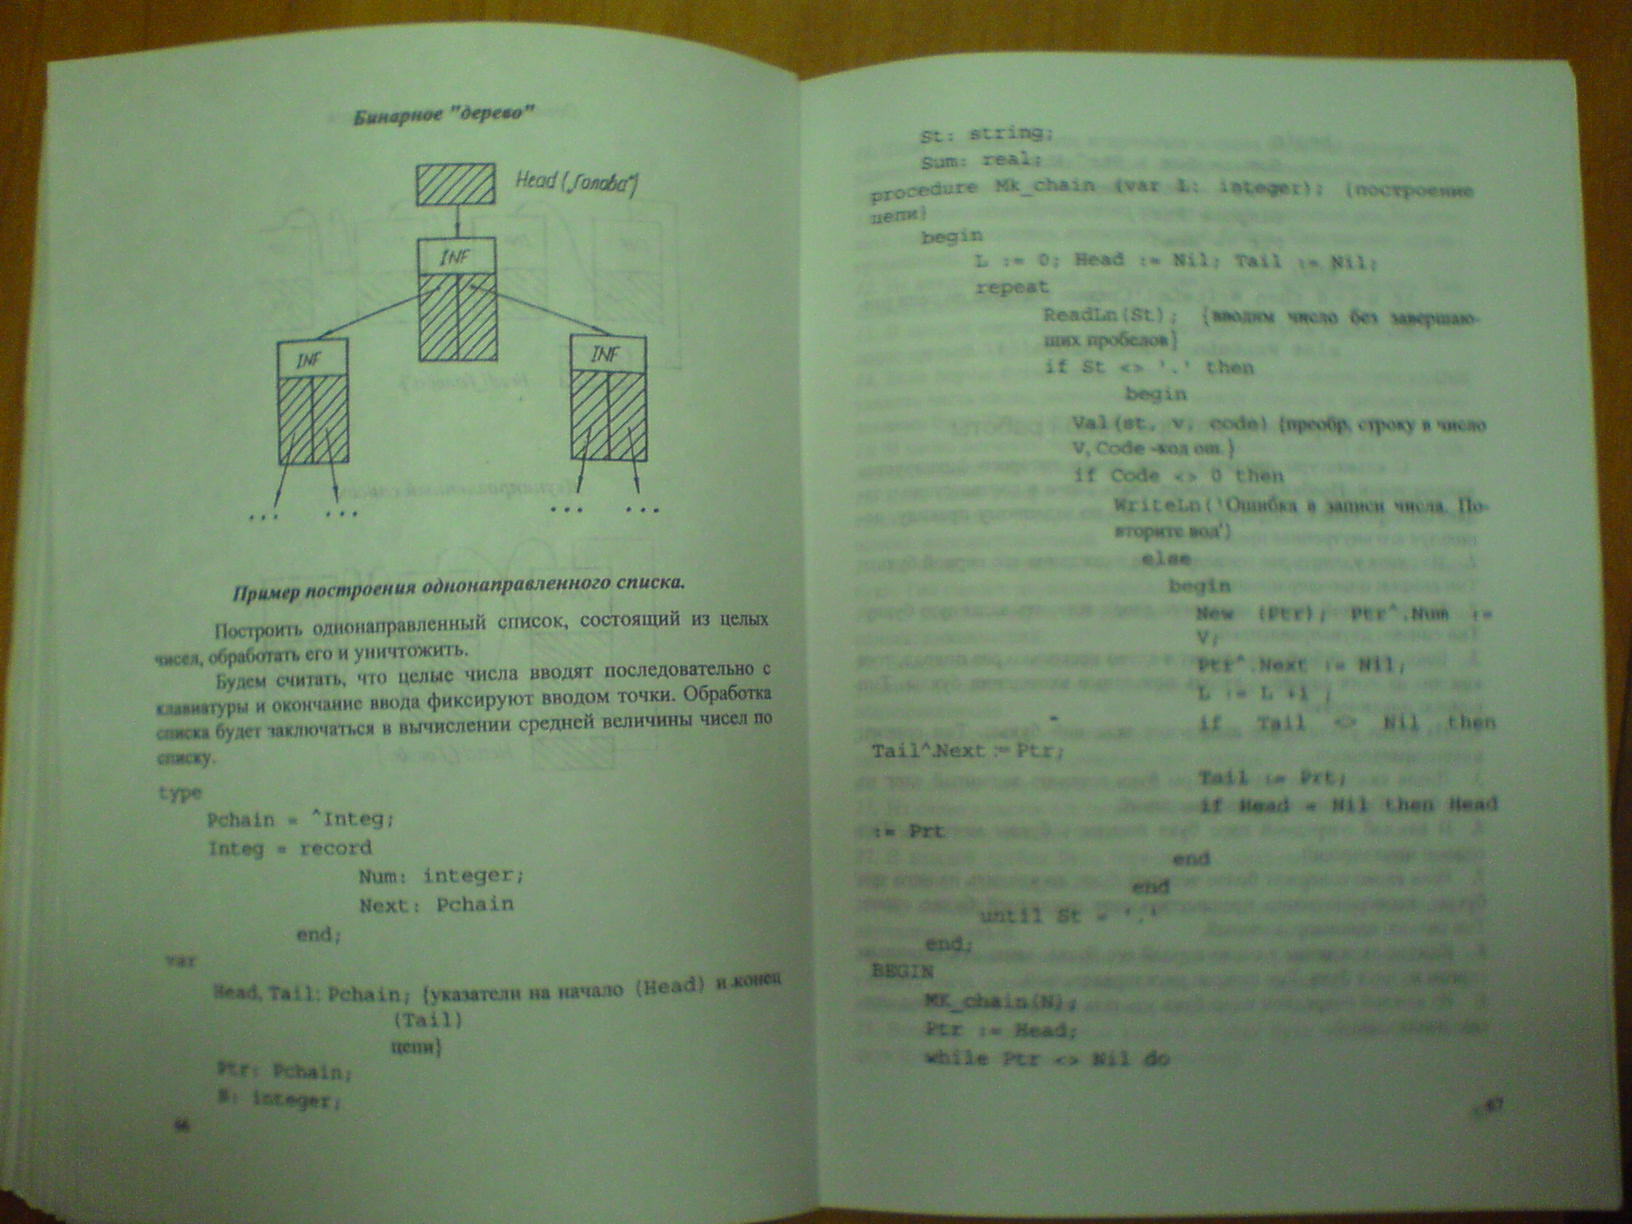 Бинарное "дерево"
Head („Голова")
INF
INF
INF
... ... ... ...
Пример построения однонаправленного списка.
Построить однонаправленный список, состоящий из целых
чисел, обработать его и уничтожить.
Будем считать, что целые числа вводят последовательно с
клавиатуры и окончание ввода фиксируют вводом точки. Обработка
списка будет заключаться в вычислении средней величины чисел по
списку.
type
Pchain = ^Integ;
Integ = record
Num: integer;
Next: Pchain
end;
var
Head, Tail: Pchain; {указатели на начало (Head) и конец
(Tail)
цепи}
Ptr: Pchain;
N: integer;
66
St: string;
Sum: real;
procedure Mk_chain (var L: integer); {построение
цепи}
begin
L := 0; Head := Nil; Tail := Nil;
repeat
ReadLn(St); {вводим число без завершаю-
щих пробелов}
if St <> '.' then
begin
Val(st, v, code) {преобр. строку в число
V, Code -код ош.}
if Code <> 0 then
WriteLn('Ошибка в записи числа. По-
вторите ввод')
else
begin
New (Ptr); Ptr^.Num :=
V;
Ptr^.Next := Nil;
L := L +1 ;
if Tail <> Nil then
Tail^.Next := Ptr;
Tail := Prt;
if Head = Nil then Head
:= Prt
end
end
until St = '.'
end;
BEGIN
MK_chain(N);
Ptr := Head;
while Ptr <> Nil do
67